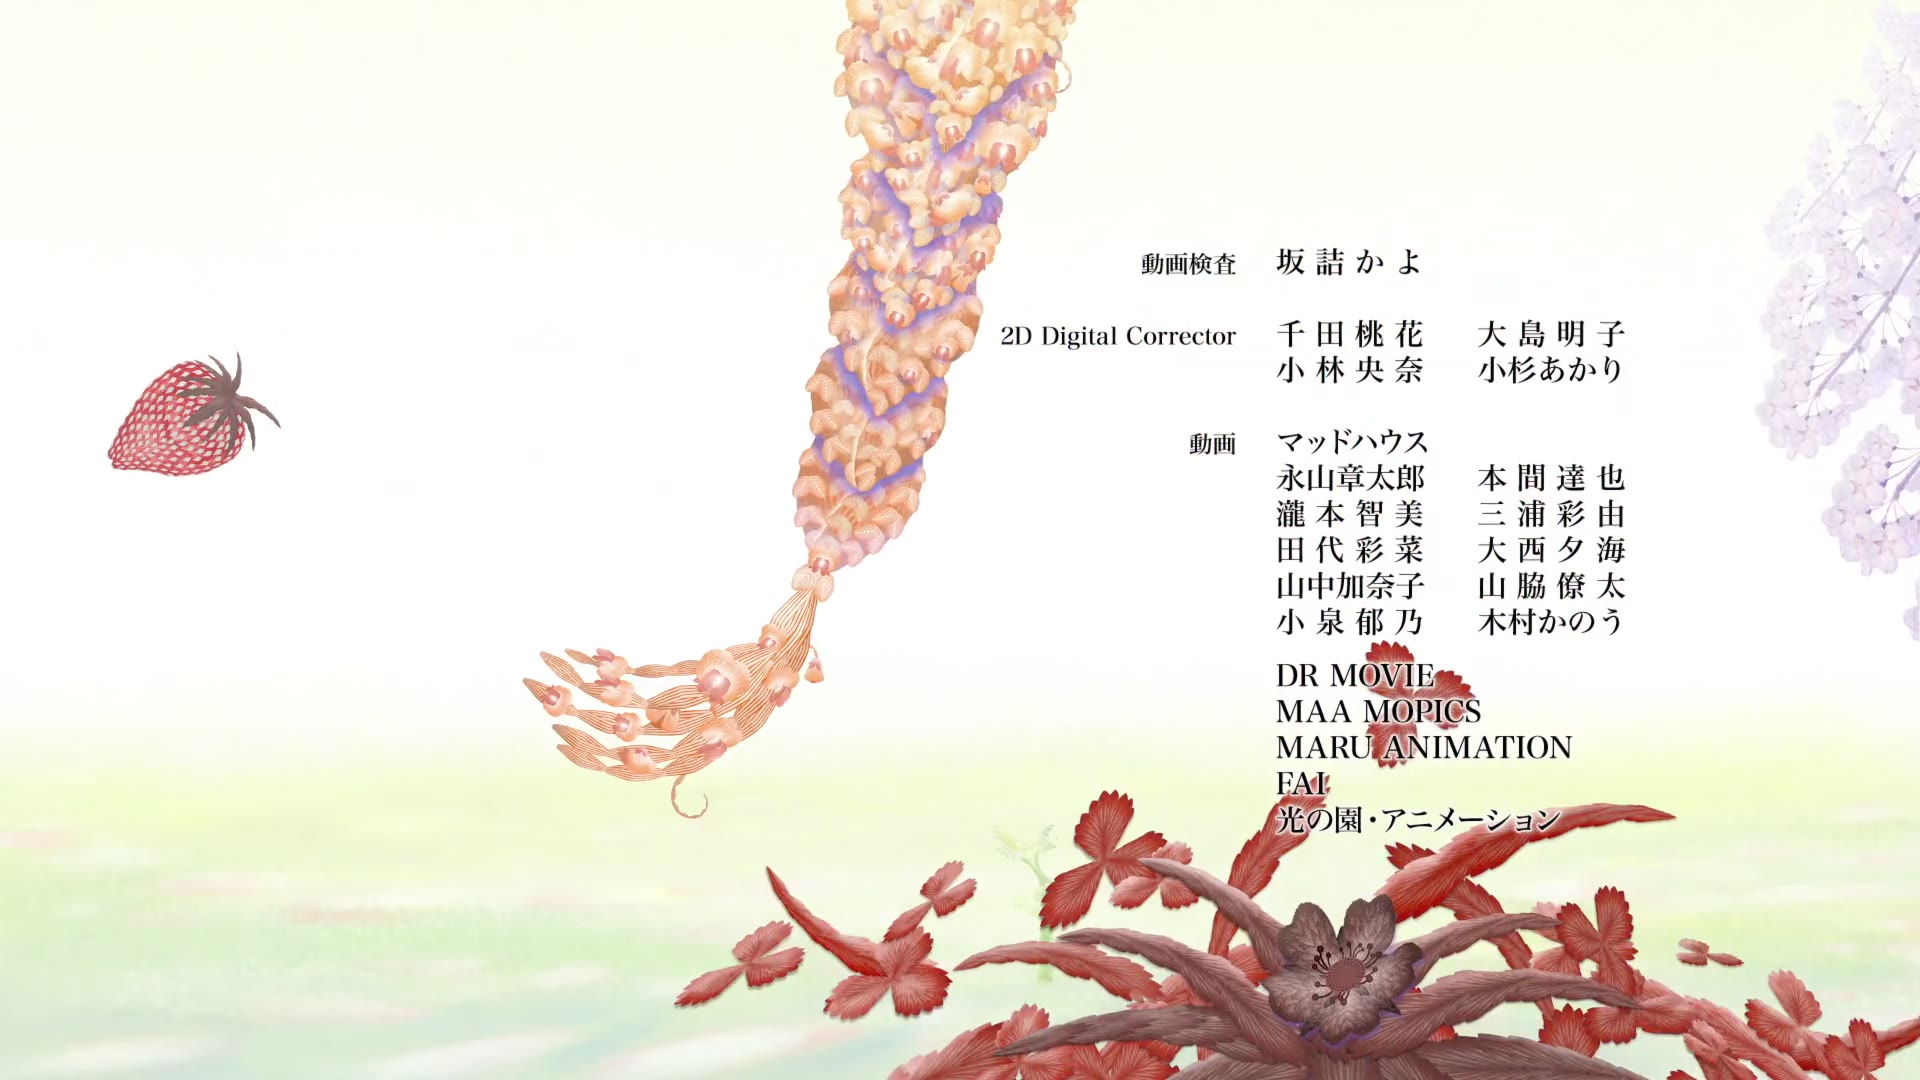 動画検査 坂詰かよ
2D Digital Corrector 千田桃花 大島明子
小林央奈 小杉あかり
動画 マッドハウス
永山章太郎 本間達也
瀧本智美 三浦彩由
田代彩菜 大西夕海
山中加奈子 山脇僚太
小泉郁乃 木村かのう
DR MOVIE
MAA MOPICS
MARU ANIMATION
FAI
光の園・アニメーション